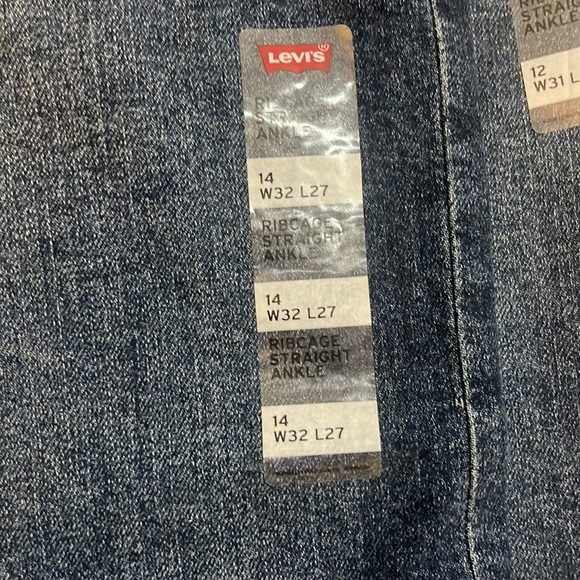 Levi's®
RIBCAGE
STRAIGHT
ANKLE
14
W32 L27
RIBCAGE
STRAIGHT
ANKLE
14
W32 L27
RIBCAGE
STRAIGHT
ANKLE
14
W32 L27
ANKLE
12
W31 L